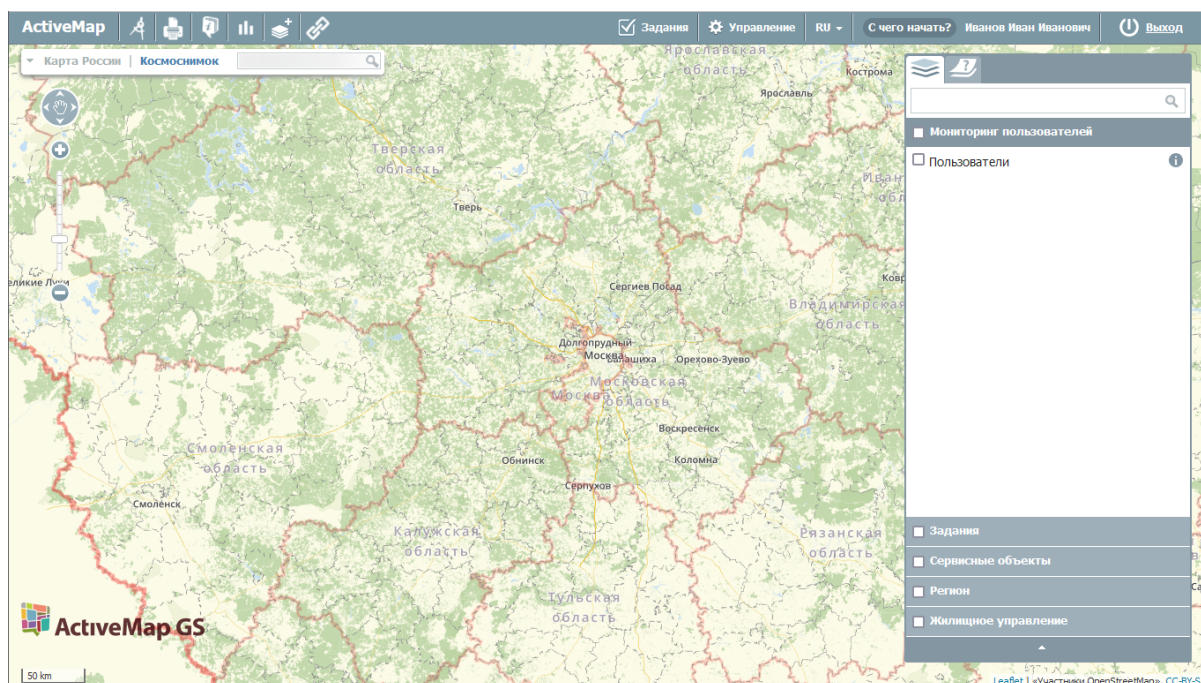 ActiveMap
Задания
Управление
RU
С чего начать?
Иванов Иван Иванович
Выход
Карта России | Космоснимок
Ярославская
область
Кострома
Ярославль
Мониторинг пользователей
Пользователи
Тверская
область
Тверь
Сергиев Посад
Владимирская
область
Долгопрудный
Москва
Балашиха
Орехово-Зуево
Московская
область
Москва
Воскресенск
Коломна
Обнинск
Серпухов
Смоленская
область
Смоленск
Калужская
область
Рязанская
область
Тульская
область
Задания
Сервисные объекты
Регион
Жилищное управление
ActiveMap GS
50 km
Leaflet | «Участники OpenStreetMap», CC-BY-S